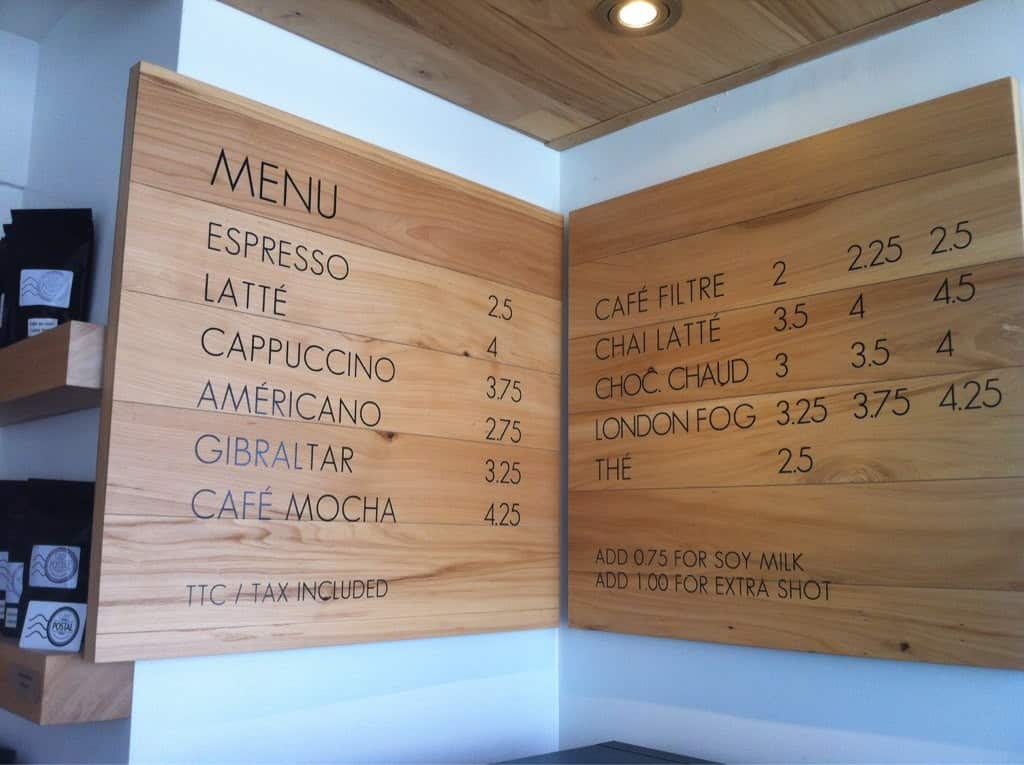 MENU
ESPRESSO 2.5
LATTÉ 4
CAPPUCCINO 3.75
AMÉRICANO 2.75
GIBRALTAR 3.25
CAFÉ MOCHA 4.25
TTC / TAX INCLUDED
CAFÉ FILTRE 2 2.25 2.5
CHAI LATTÉ 3.5 4 4.5
CHOĈ. CHAUD 3 3.5 4
LONDON FOG 3.25 3.75 4.25
THÉ 2.5
ADD 0.75 FOR SOY MILK
ADD 1.00 FOR EXTRA SHOT
POSTAL